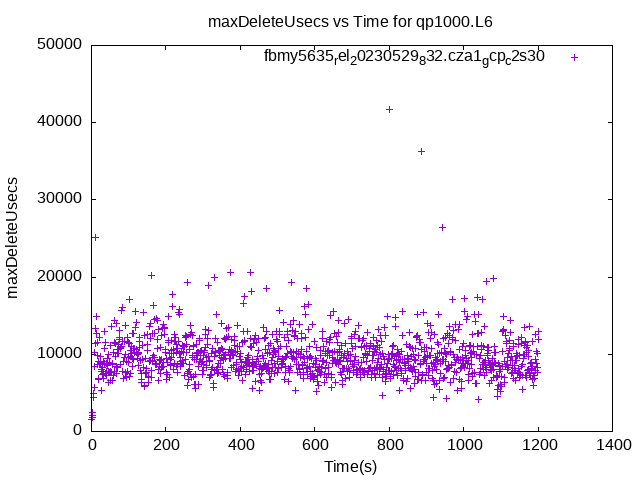 maxDeleteUsecs vs Time for qp1000.L6
fbmy5635rel20230529832.cza1gcpc2s30
50000
40000
30000
20000
10000
0
maxDeleteUsecs
0 200 400 600 800 1000 1200 1400
Time(s)